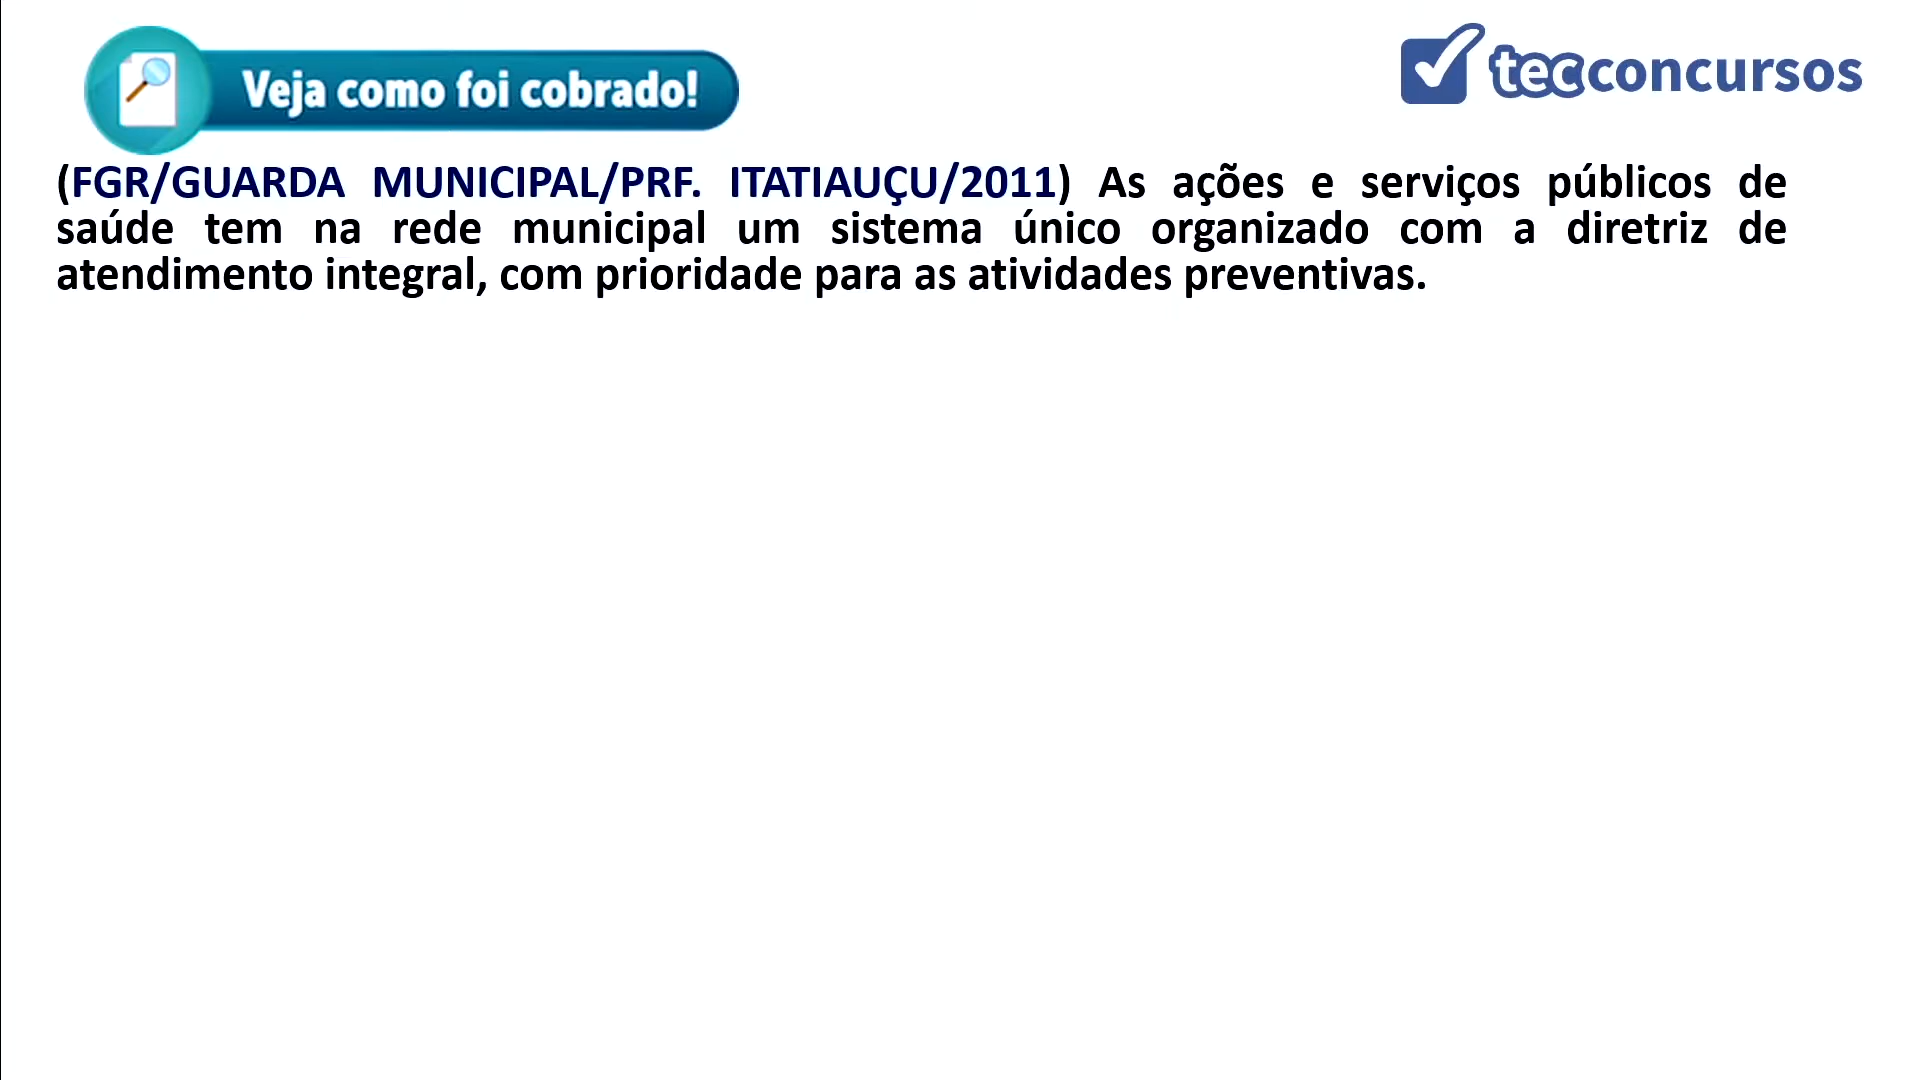 Veja como foi cobrado!
tecconcursos
(FGR/GUARDA MUNICIPAL/PRF. ITATIAUÇU/2011) As ações e serviços públicos de
saúde tem na rede municipal um sistema único organizado com a diretriz de
atendimento integral, com prioridade para as atividades preventivas.